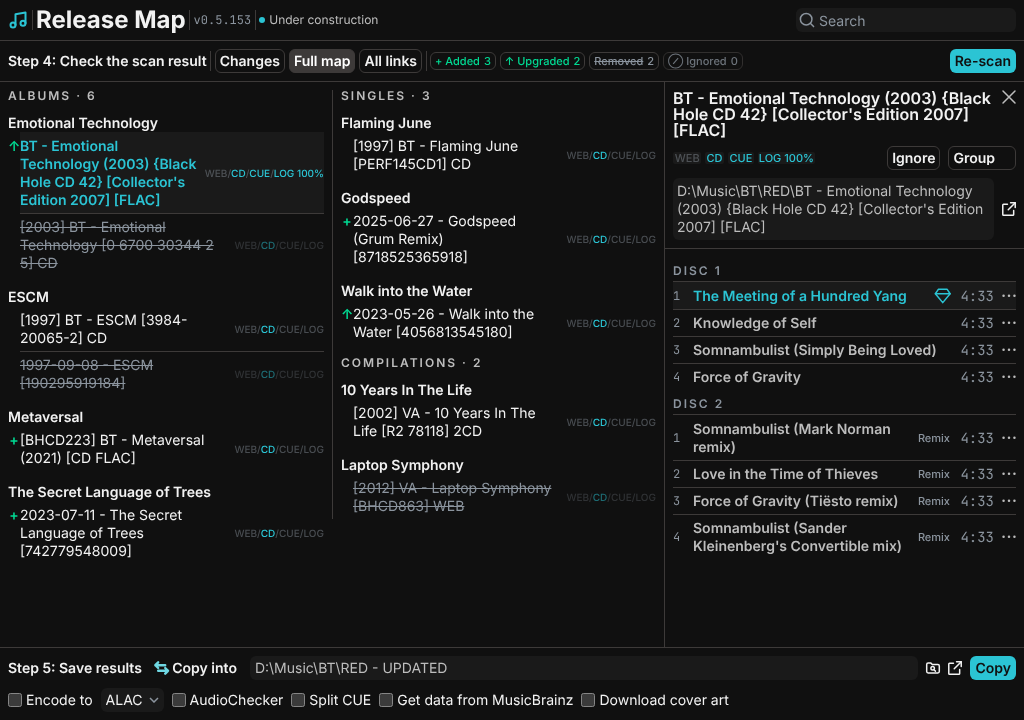 Release Map v0.5.153 Under construction Search
Step 4: Check the scan result Changes Full map All links + Added 3 ↑ Upgraded 2 Removed 2 Ignored 0 Re-scan
ALBUMS · 6
Emotional Technology
↑BT - Emotional
Technology (2003) {Black
Hole CD 42} [Collector's
Edition 2007] [FLAC]
WEB/CD/CUE/LOG 100%
[2003] BT - Emotional
Technology [0 6700 30344 2
5] CD
WEB/CD/CUE/LOG
ESCM
[1997] BT - ESCM [3984-
20065-2] CD
WEB/CD/CUE/LOG
1997-09-08 - ESCM
[190295919184]
WEB/CD/CUE/LOG
Metaversal
+[BHCD223] BT - Metaversal
(2021) [CD FLAC]
WEB/CD/CUE/LOG
The Secret Language of Trees
+2023-07-11 - The Secret
Language of Trees
[742779548009]
WEB/CD/CUE/LOG
SINGLES · 3
Flaming June
[1997] BT - Flaming June
[PERF145CD1] CD
WEB/CD/CUE/LOG
Godspeed
+2025-06-27 - Godspeed
(Grum Remix)
[8718525365918]
WEB/CD/CUE/LOG
Walk into the Water
↑2023-05-26 - Walk into the
Water [4056813545180]
WEB/CD/CUE/LOG
COMPILATIONS · 2
10 Years In The Life
[2002] VA - 10 Years In The
Life [R2 78118] 2CD
WEB/CD/CUE/LOG
Laptop Symphony
[2012] VA - Laptop Symphony
[BHCD863] WEB
WEB/CD/CUE/LOG
BT - Emotional Technology (2003) {Black
Hole CD 42} [Collector's Edition 2007]
[FLAC]
WEB CD CUE LOG 100% Ignore Group
D:\Music\BT\RED\BT - Emotional Technology
(2003) {Black Hole CD 42} [Collector's Edition
2007] [FLAC]
DISC 1
1 The Meeting of a Hundred Yang 4:33 ···
2 Knowledge of Self 4:33 ···
3 Somnambulist (Simply Being Loved) 4:33 ···
4 Force of Gravity 4:33 ···
DISC 2
1 Somnambulist (Mark Norman
remix) Remix 4:33 ···
2 Love in the Time of Thieves Remix 4:33 ···
3 Force of Gravity (Tiësto remix) Remix 4:33 ···
4 Somnambulist (Sander
Kleinenberg's Convertible mix) Remix 4:33 ···
Step 5: Save results Copy into D:\Music\BT\RED - UPDATED Copy
Encode to ALAC AudioChecker Split CUE Get data from MusicBrainz Download cover art